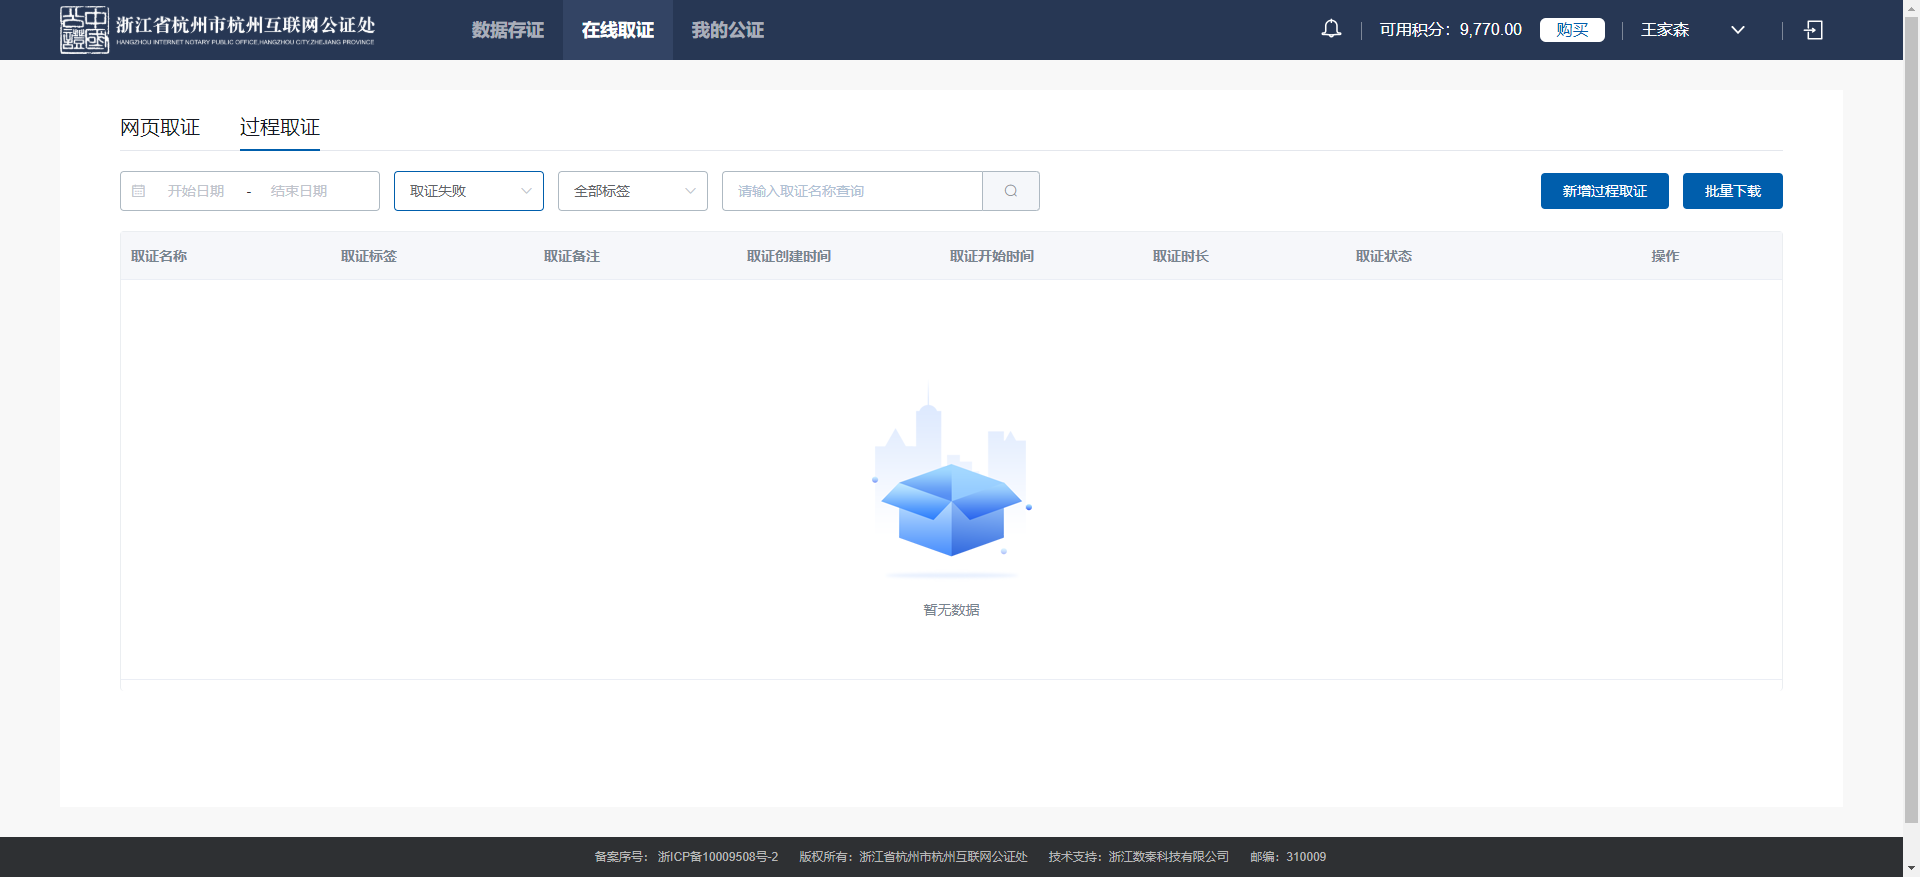 浙江省杭州市杭州互联网公证处
HANGZHOU INTERNET NOTARY PUBLIC OFFICE,HANGZHOU CITY,ZHEJIANG PROVINCE
数据存证 在线取证 我的公证
可用积分：9,770.00 购买 王家森
网页取证 过程取证
开始日期 - 结束日期 取证失败 全部标签 请输入取证名称查询 新增过程取证 批量下载
取证名称 取证标签 取证备注 取证创建时间 取证开始时间 取证时长 取证状态 操作
暂无数据
备案序号： 浙ICP备10009508号-2 版权所有：浙江省杭州市杭州互联网公证处 技术支持：浙江数秦科技有限公司 邮编：310009